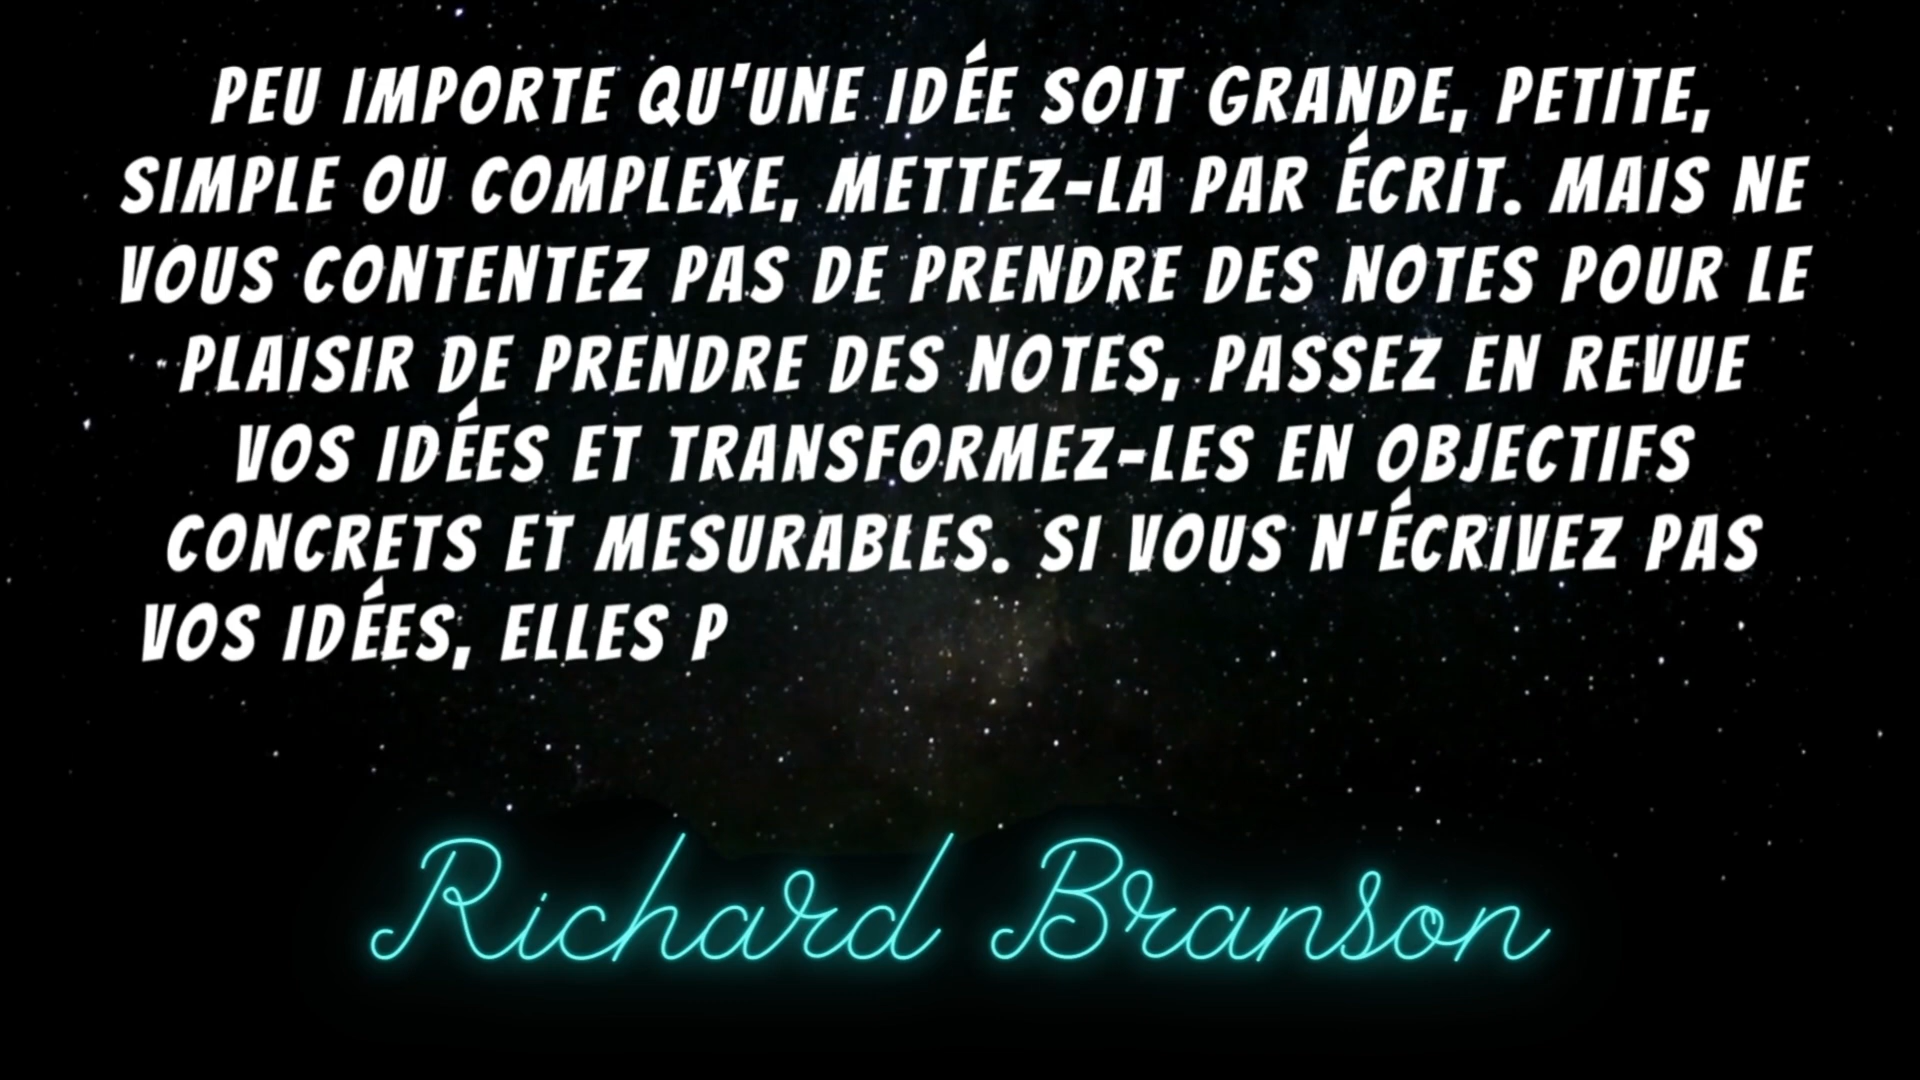 PEU IMPORTE QU'UNE IDÉE SOIT GRANDE, PETITE,
SIMPLE OU COMPLEXE, METTEZ-LA PAR ÉCRIT. MAIS NE
VOUS CONTENTEZ PAS DE PRENDRE DES NOTES POUR LE
PLAISIR DE PRENDRE DES NOTES, PASSEZ EN REVUE
VOS IDÉES ET TRANSFORMEZ-LES EN OBJECTIFS
CONCRETS ET MESURABLES. SI VOUS N'ÉCRIVEZ PAS
VOS IDÉES, ELLES P
Richard Branson